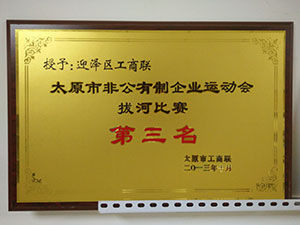 授予：迎泽区工商联
太原市非公有制企业运动会
拔河比赛
第三名
太原市工商联
二〇一三年